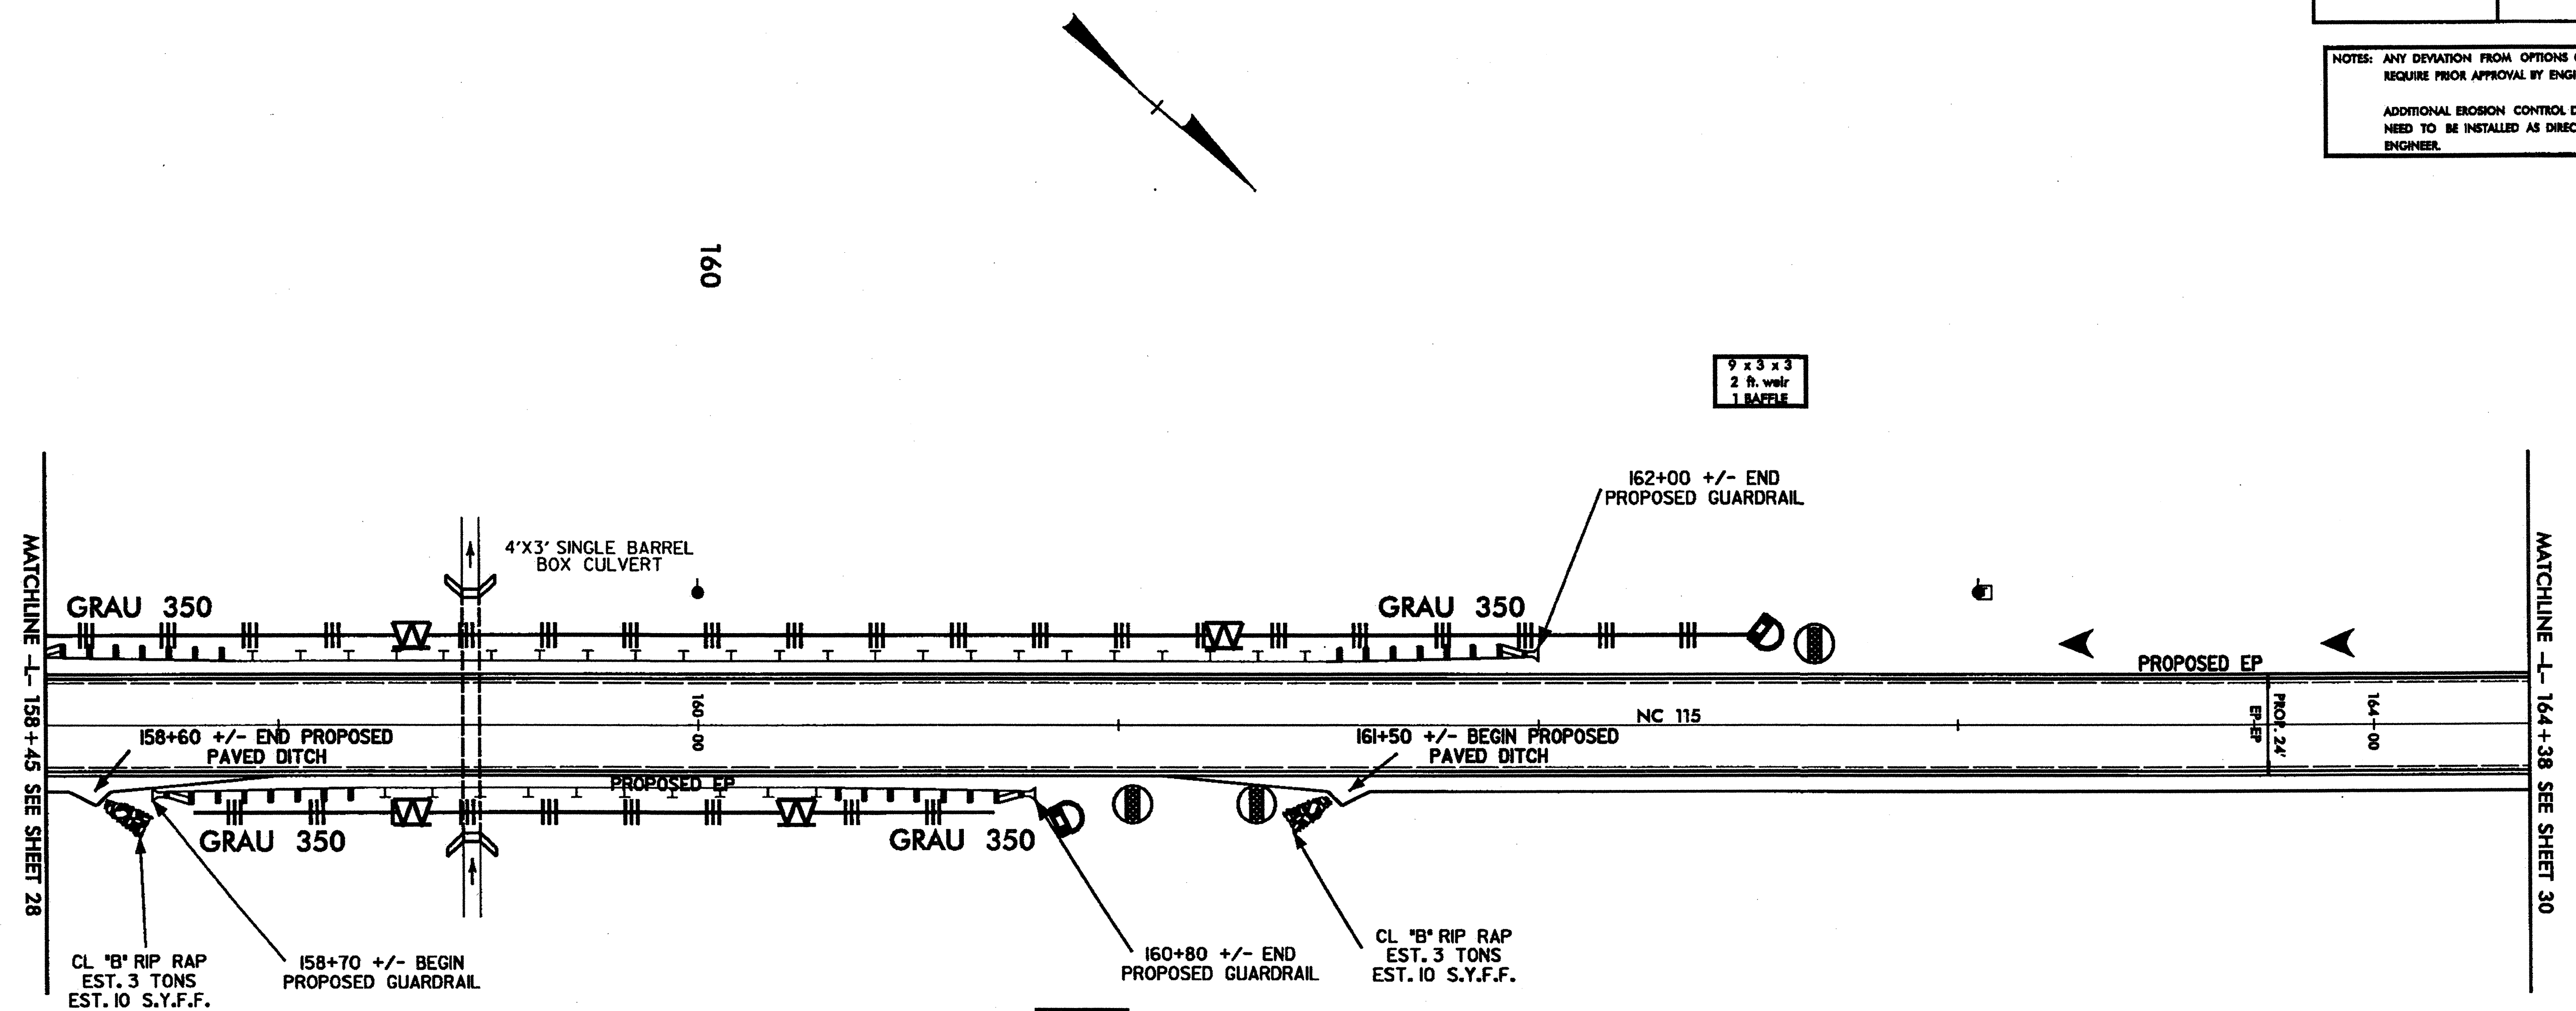 NOTES: ANY DEVIATION FROM OPTIONS
REQUIRE PRIOR APPROVAL BY
ADDITIONAL EROSION CONTROL
NEED TO BE INSTALLED AS
ENGINEER.
160
9 x 3 x 3
2 ft. weir
1 BAFFLE
162+00 +/- END
PROPOSED GUARDRAIL
4'X3' SINGLE BARREL
BOX CULVERT
GRAU 350
GRAU 350
MATCHLINE -L- 158+45 SEE SHEET 28
MATCHLINE -L- 164+38 SEE SHEET 30
PROPOSED EP
160+00
NC 115
PROP. 24'
EP-EP
164+00
158+60 +/- END PROPOSED
PAVED DITCH
161+50 +/- BEGIN PROPOSED
PAVED DITCH
PROPOSED EP
GRAU 350
GRAU 350
CL "B" RIP RAP
EST. 3 TONS
EST. 10 S.Y.F.F.
158+70 +/- BEGIN
PROPOSED GUARDRAIL
160+80 +/- END
PROPOSED GUARDRAIL
CL "B" RIP RAP
EST. 3 TONS
EST. 10 S.Y.F.F.